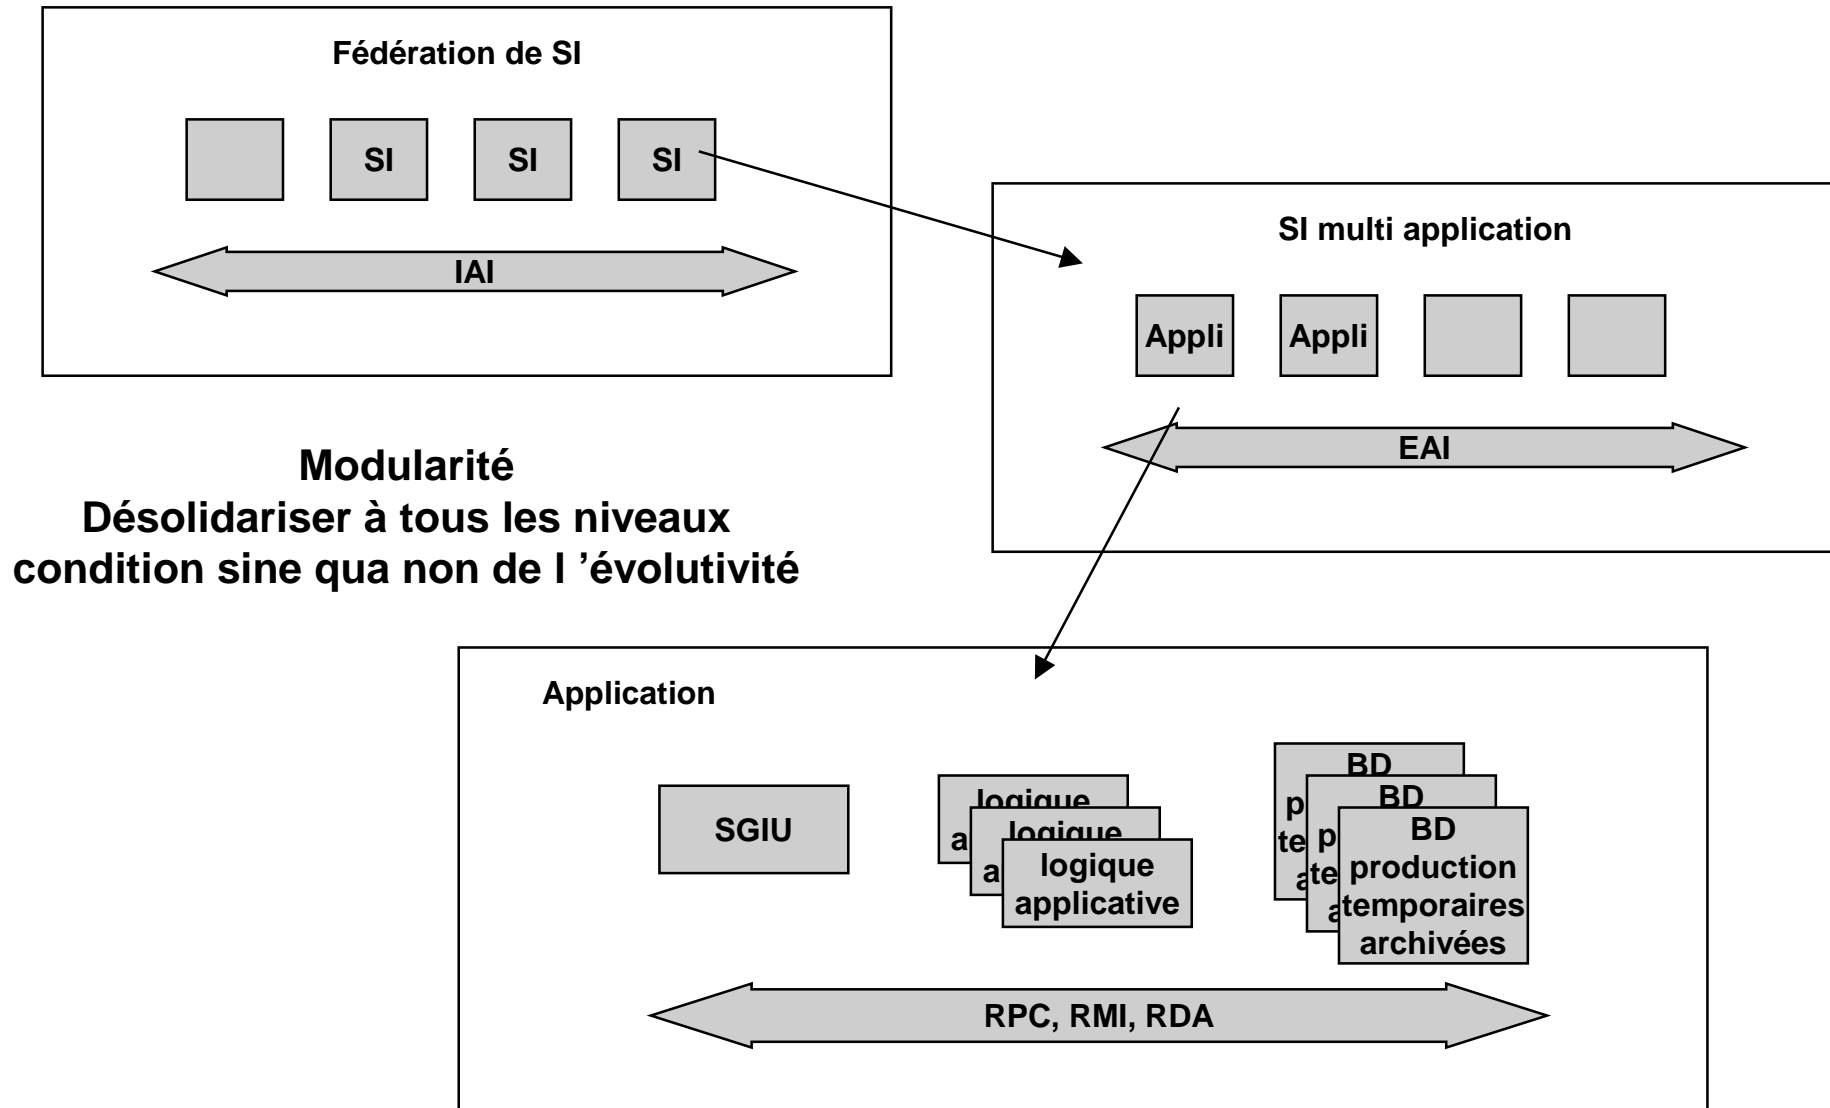 Fédération de SI
SI
SI
SI
IAI
SI multi application
Appli
Appli
EAI
Modularité
Désolidariser à tous les niveaux
condition sine qua non de l ’évolutivité
Application
SGIU
logique
a
logique
a
logique
applicative
BD
p
te
a
BD
p
te
a
BD
production
temporaires
archivées
RPC, RMI, RDA